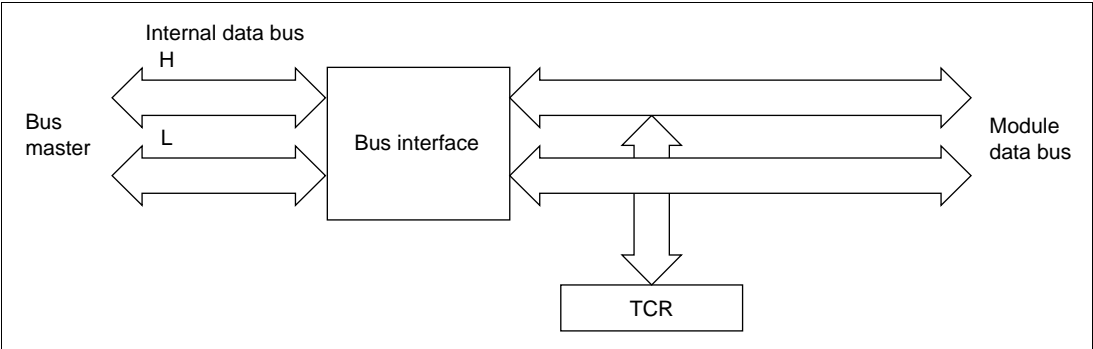 Internal data bus
H
Bus
master
L
Bus interface
Module
data bus
TCR